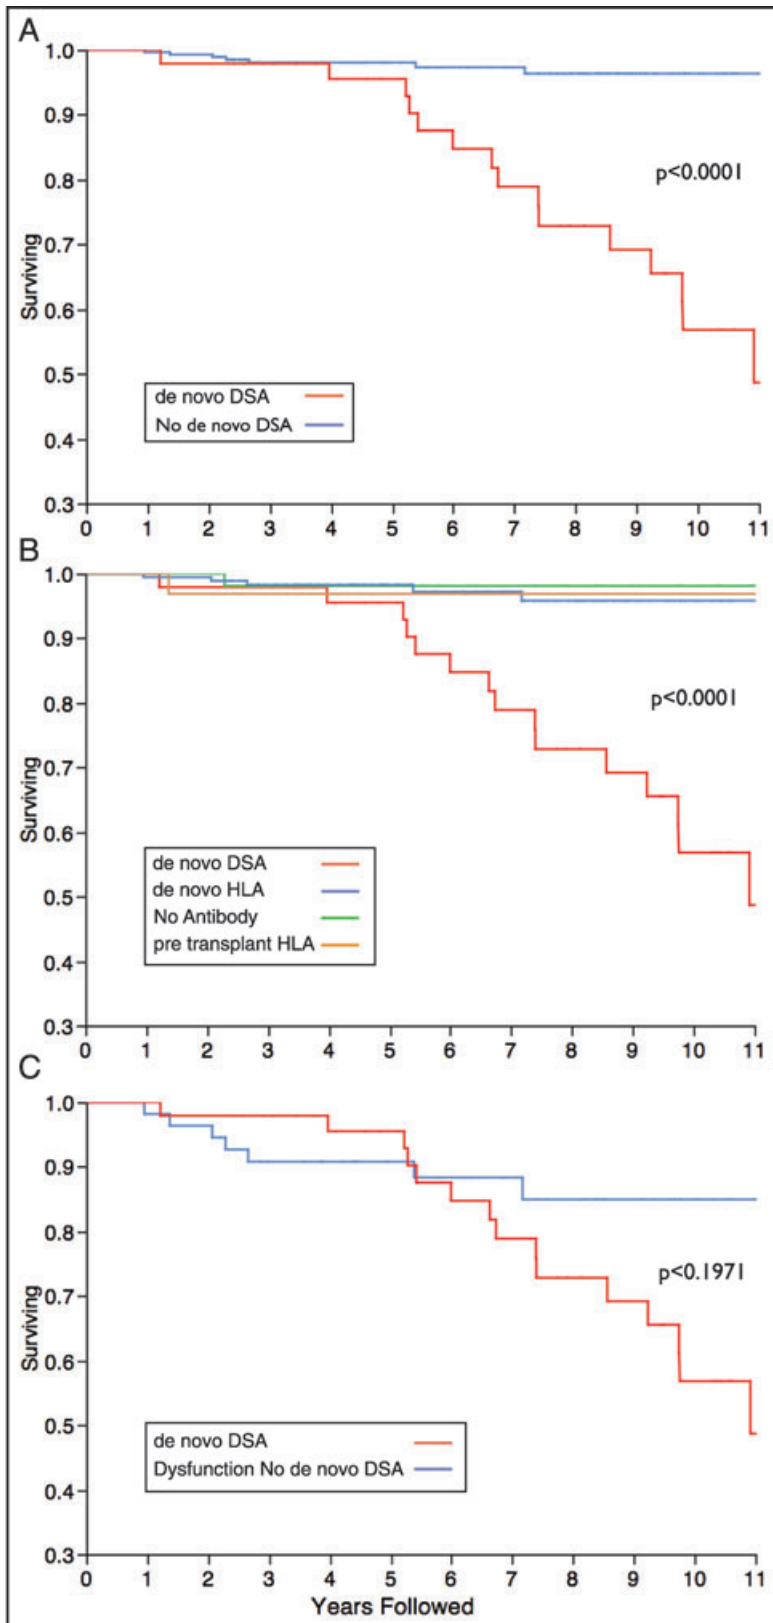 A
1.0
0.9
0.8
0.7
0.6
0.5
0.4
0.3
Surviving
p<0.0001
de novo DSA
No de novo DSA
0 1 2 3 4 5 6 7 8 9 10 11
B
1.0
0.9
0.8
0.7
0.6
0.5
0.4
0.3
Surviving
p<0.0001
de novo DSA
de novo HLA
No Antibody
pre transplant HLA
0 1 2 3 4 5 6 7 8 9 10 11
C
1.0
0.9
0.8
0.7
0.6
0.5
0.4
0.3
Surviving
p<0.1971
de novo DSA
Dysfunction No de novo DSA
0 1 2 3 4 5 6 7 8 9 10 11
Years Followed